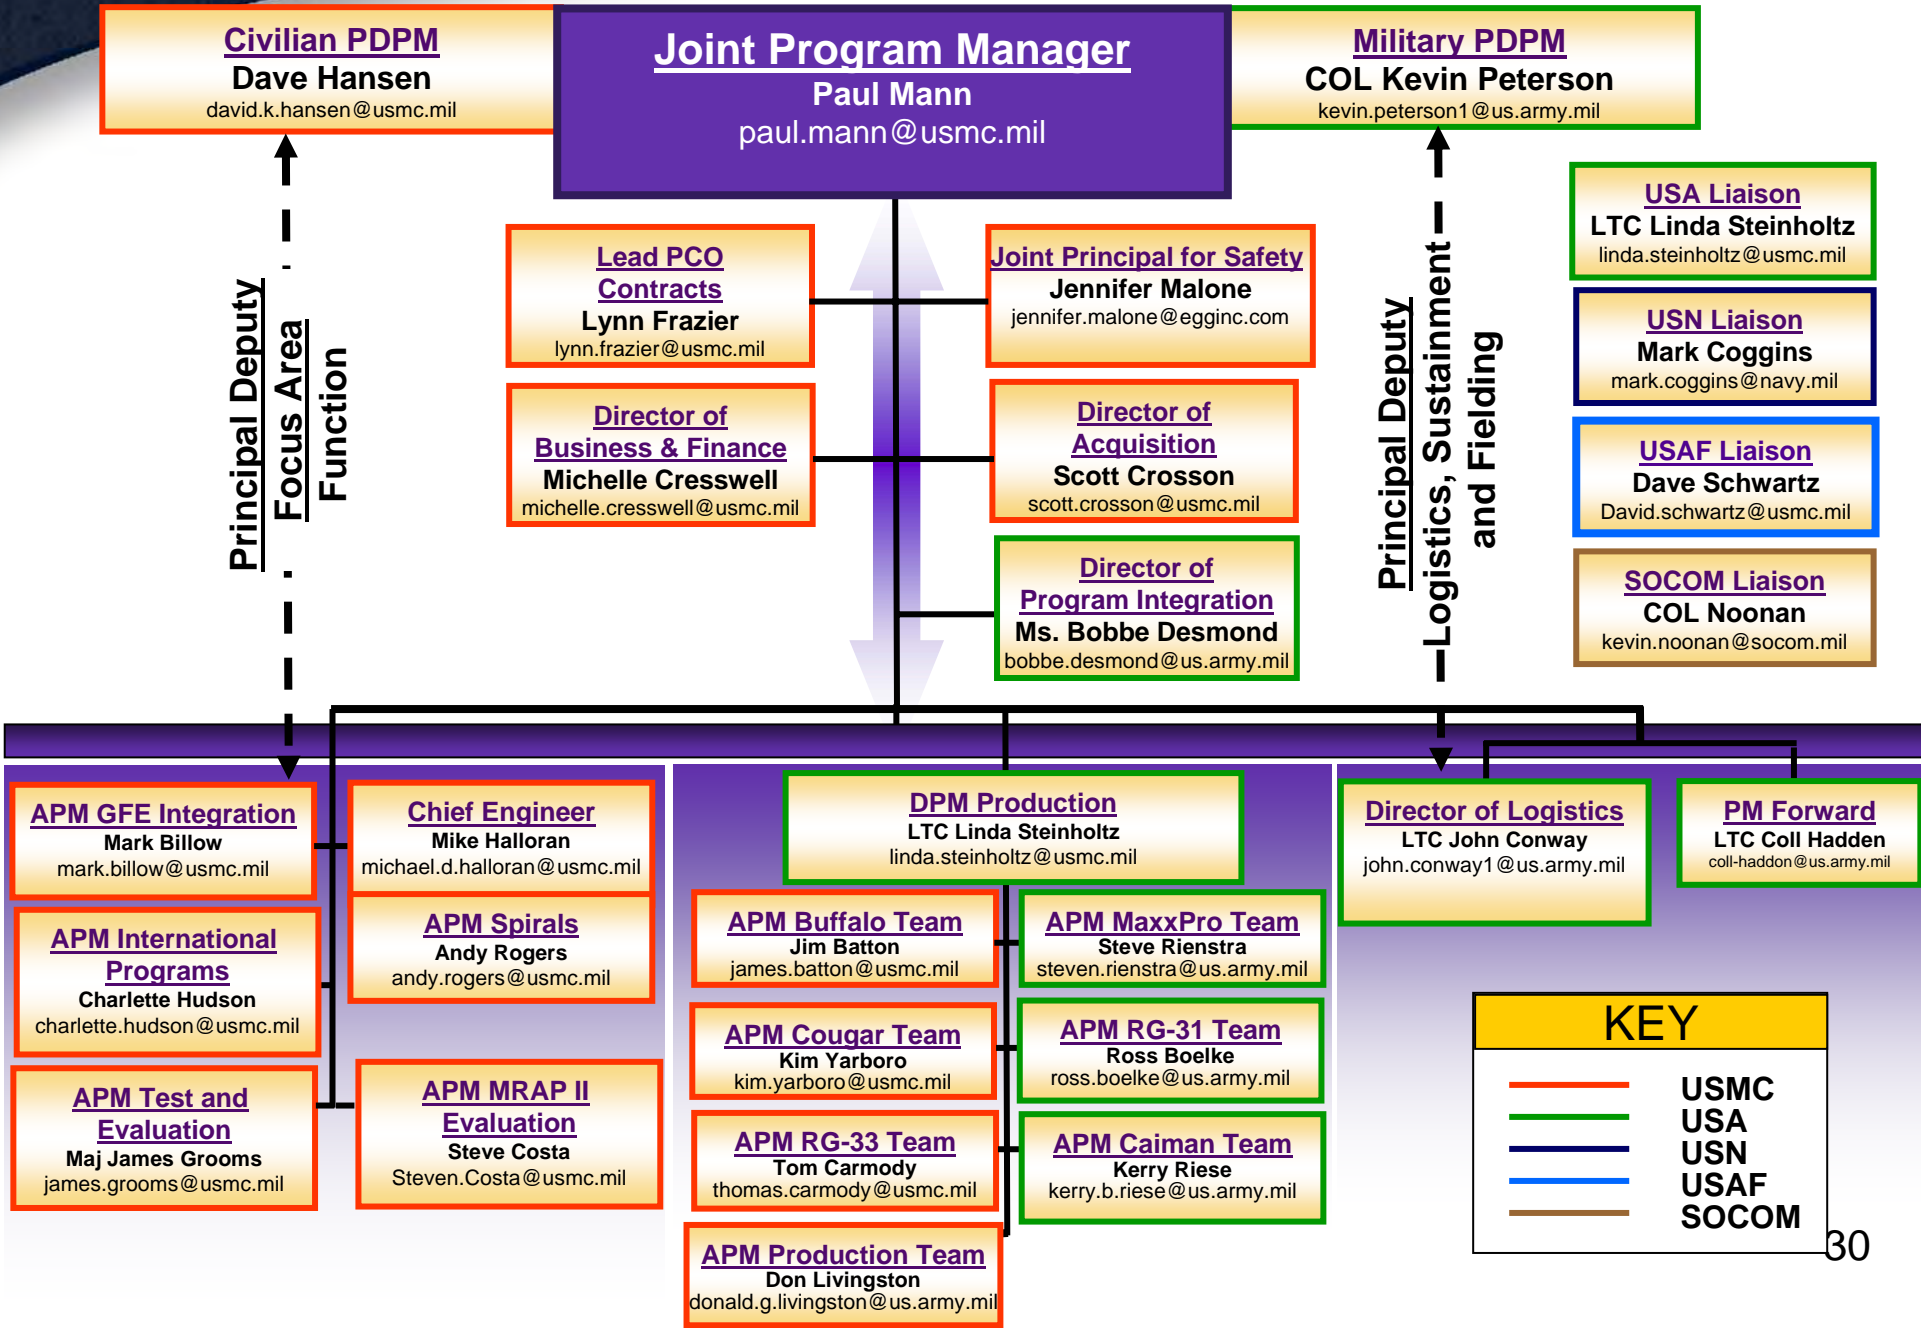 Civilian PDPM
Dave Hansen
david.k.hansen@usmc.mil
Joint Program Manager
Paul Mann
paul.mann@usmc.mil
Military PDPM
COL Kevin Peterson
kevin.peterson1@us.army.mil
Principal Deputy
Focus Area
Function
Lead PCO
Contracts
Lynn Frazier
lynn.frazier@usmc.mil
Joint Principal for Safety
Jennifer Malone
jennifer.malone@egginc.com
Director of
Business & Finance
Michelle Cresswell
michelle.cresswell@usmc.mil
Director of
Acquisition
Scott Crosson
scott.crosson@usmc.mil
Director of
Program Integration
Ms. Bobbe Desmond
bobbe.desmond@us.army.mil
Principal Deputy
Logistics, Sustainment
and Fielding
USA Liaison
LTC Linda Steinholtz
linda.steinholtz@usmc.mil
USN Liaison
Mark Coggins
mark.coggins@navy.mil
USAF Liaison
Dave Schwartz
David.schwartz@usmc.mil
SOCOM Liaison
COL Noonan
kevin.noonan@socom.mil
APM GFE Integration
Mark Billow
mark.billow@usmc.mil
Chief Engineer
Mike Halloran
michael.d.halloran@usmc.mil
APM International
Programs
Charlette Hudson
charlette.hudson@usmc.mil
APM Spirals
Andy Rogers
andy.rogers@usmc.mil
APM Test and
Evaluation
Maj James Grooms
james.grooms@usmc.mil
APM MRAP II
Evaluation
Steve Costa
Steven.Costa@usmc.mil
DPM Production
LTC Linda Steinholtz
linda.steinholtz@usmc.mil
APM Buffalo Team
Jim Batton
james.batton@usmc.mil
APM MaxxPro Team
Steve Rienstra
steven.rienstra@us.army.mil
APM Cougar Team
Kim Yarboro
kim.yarboro@usmc.mil
APM RG-31 Team
Ross Boelke
ross.boelke@us.army.mil
APM RG-33 Team
Tom Carmody
thomas.carmody@usmc.mil
APM Caiman Team
Kerry Riese
kerry.b.riese@us.army.mil
APM Production Team
Don Livingston
donald.g.livingston@us.army.mil
Director of Logistics
LTC John Conway
john.conway1@us.army.mil
PM Forward
LTC Coll Hadden
coll-haddon@us.army.mil
KEY
USMC
USA
USN
USAF
SOCOM
30